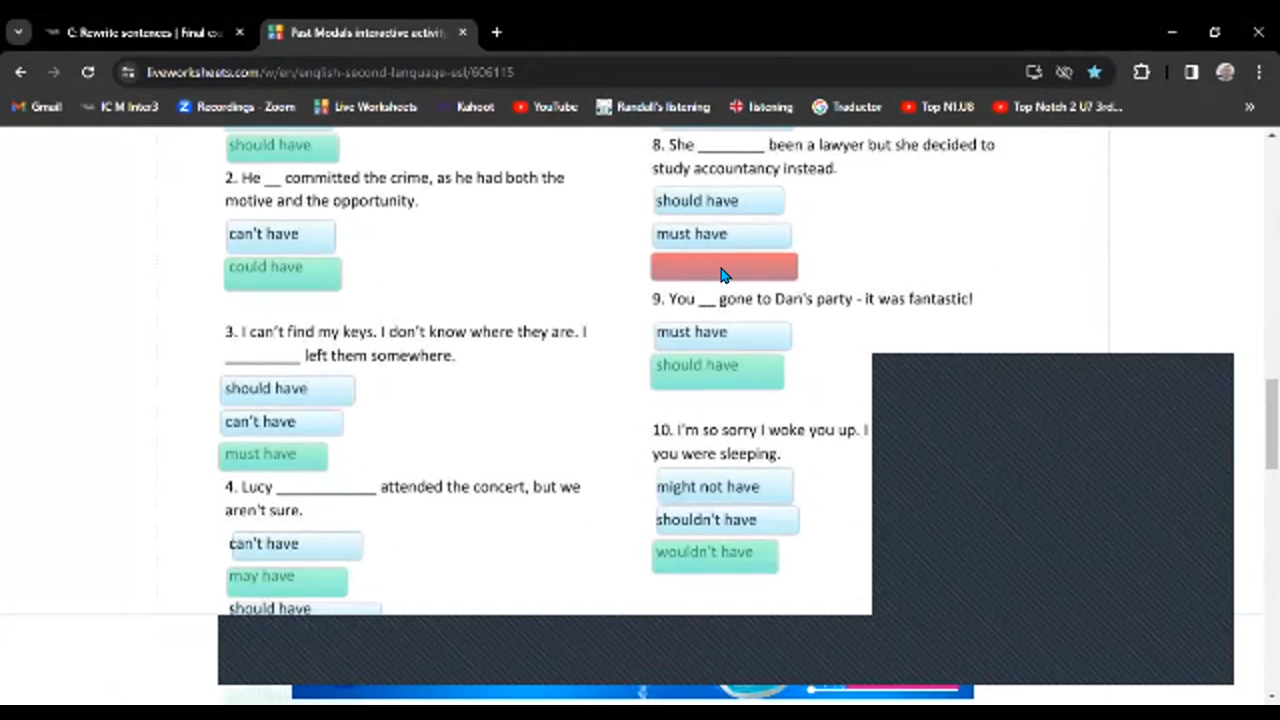 C: Rewrite sentences | Final ex
Past Modals interactive activit
liveworksheets.com/w/en/english-second-language-esl/606115
Gmail
IC M Inter3
Recordings - Zoom
Live Worksheets
Kahoot
YouTube
Randall's listening
listening
Traductor
Top N1.U8
Top Notch 2 U7 3rd...
should have
2. He __ committed the crime, as he had both the
motive and the opportunity.
can't have
could have
3. I can't find my keys. I don't know where they are. I
_________ left them somewhere.
should have
can't have
must have
4. Lucy ____________ attended the concert, but we
aren't sure.
can't have
may have
should have
8. She ________ been a lawyer but she decided to
study accountancy instead.
should have
must have
9. You __ gone to Dan's party - it was fantastic!
must have
should have
10. I'm so sorry I woke you up. I
you were sleeping.
might not have
shouldn't have
wouldn't have